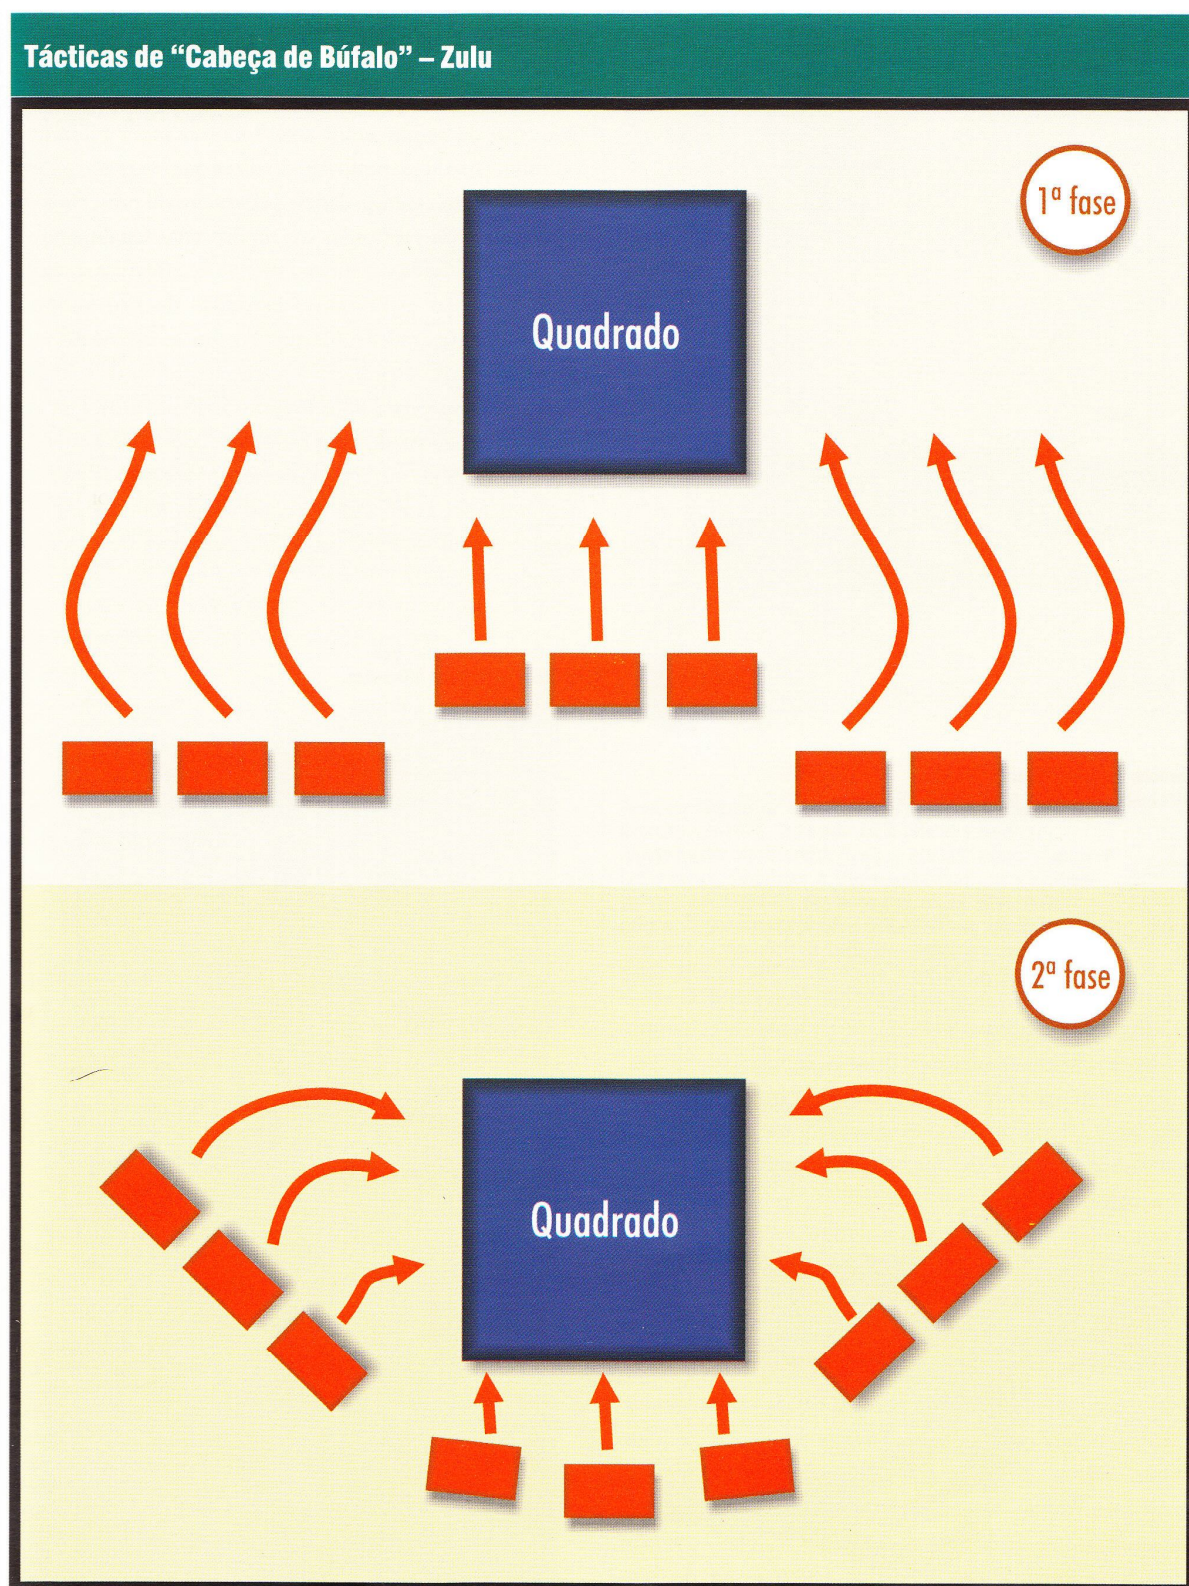 Tácticas de “Cabeça de Búfalo” – Zulu
1ª fase
Quadrado
2ª fase
Quadrado